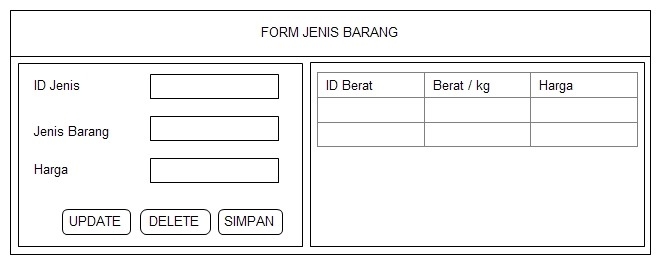 FORM JENIS BARANG
ID Jenis
Jenis Barang
Harga
UPDATE DELETE SIMPAN
ID Berat Berat / kg Harga